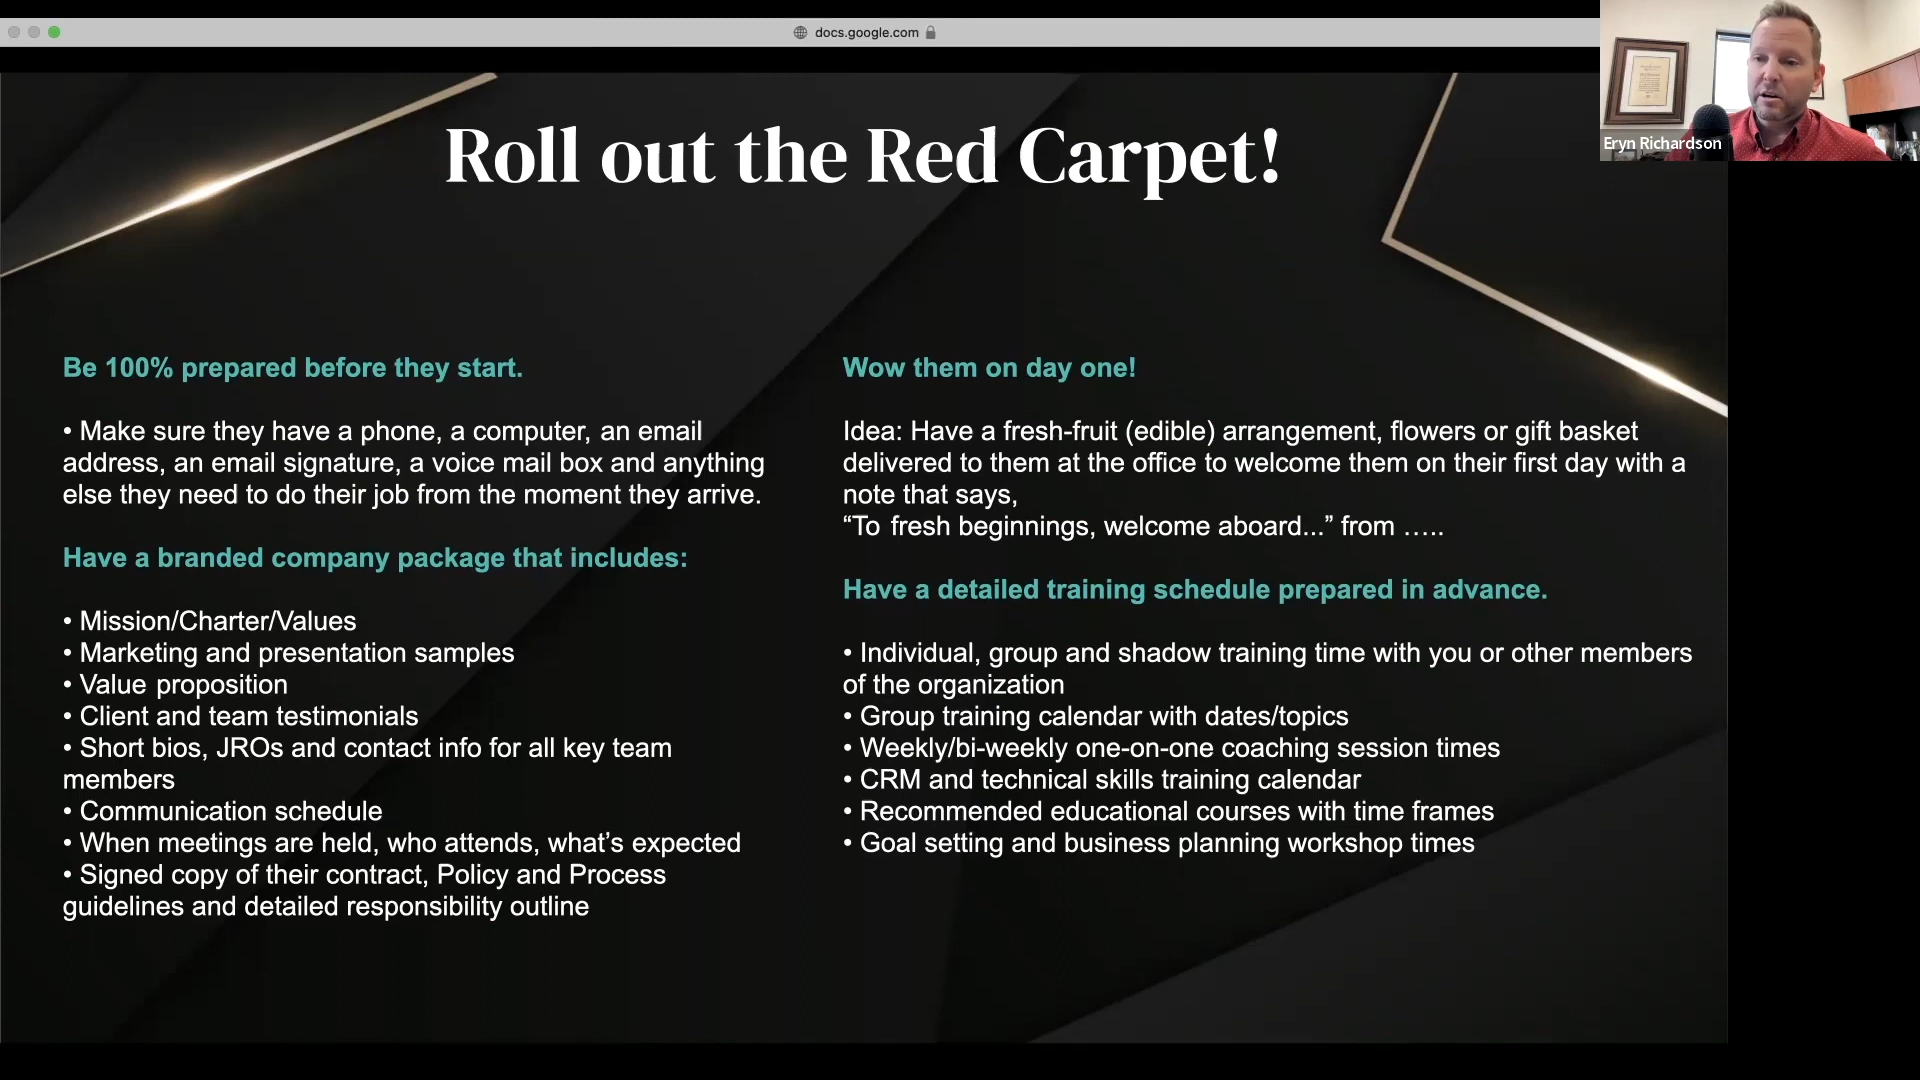 docs.google.com
Eryn Richardson
Roll out the Red Carpet!
Be 100% prepared before they start.
• Make sure they have a phone, a computer, an email
address, an email signature, a voice mail box and anything
else they need to do their job from the moment they arrive.
Have a branded company package that includes:
• Mission/Charter/Values
• Marketing and presentation samples
• Value proposition
• Client and team testimonials
• Short bios, JROs and contact info for all key team
members
• Communication schedule
• When meetings are held, who attends, what’s expected
• Signed copy of their contract, Policy and Process
guidelines and detailed responsibility outline
Wow them on day one!
Idea: Have a fresh-fruit (edible) arrangement, flowers or gift basket
delivered to them at the office to welcome them on their first day with a
note that says,
“To fresh beginnings, welcome aboard...” from …..
Have a detailed training schedule prepared in advance.
• Individual, group and shadow training time with you or other members
of the organization
• Group training calendar with dates/topics
• Weekly/bi-weekly one-on-one coaching session times
• CRM and technical skills training calendar
• Recommended educational courses with time frames
• Goal setting and business planning workshop times